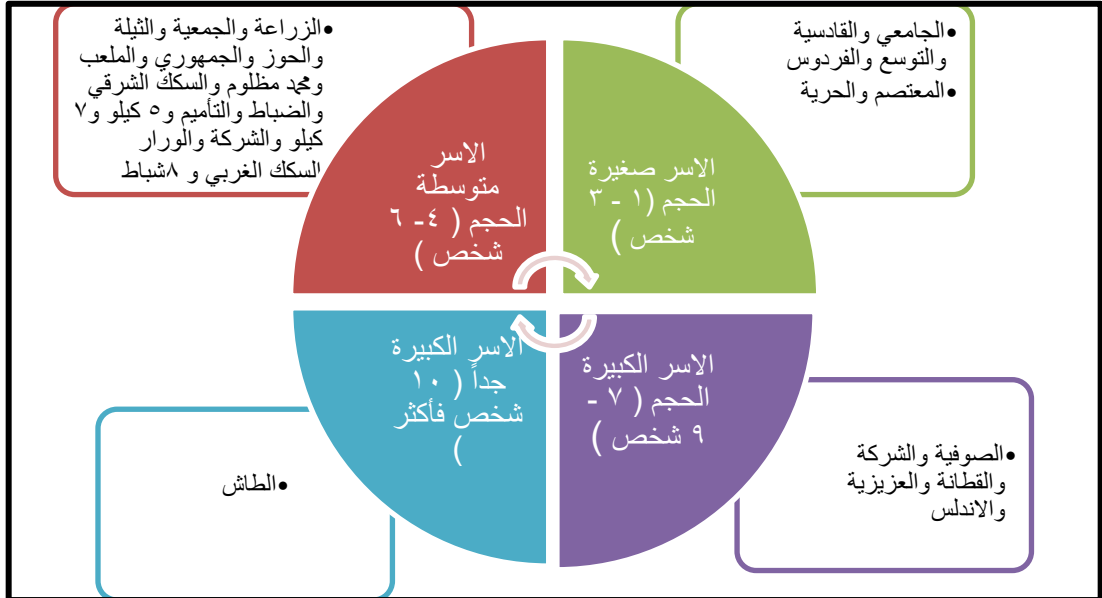 •الجامعي والقادسية
والتوسع والفردوس
•المعتصم والحرية
الاسر صغيرة
الحجم (١ - ٣
شخص )
•الزراعة والجمعية والثيلة
والحوز والجمهوري والملعب
ومحمد مظلوم والسكك الشرقي
والضباط والتأميم و٥ كيلو و٧
كيلو والشركة والورار
السكك الغربي و ٨شباط
الاسر
متوسطة
الحجم ( ٤- ٦
شخص )
الاسر الكبيرة
الحجم ( ٧ -
٩ شخص )
•الصوفية والشركة
والقطانة والعزيزية
والاندلس
الاسر الكبيرة
جداً ( ١٠
شخص فأكثر
)
•الطاش